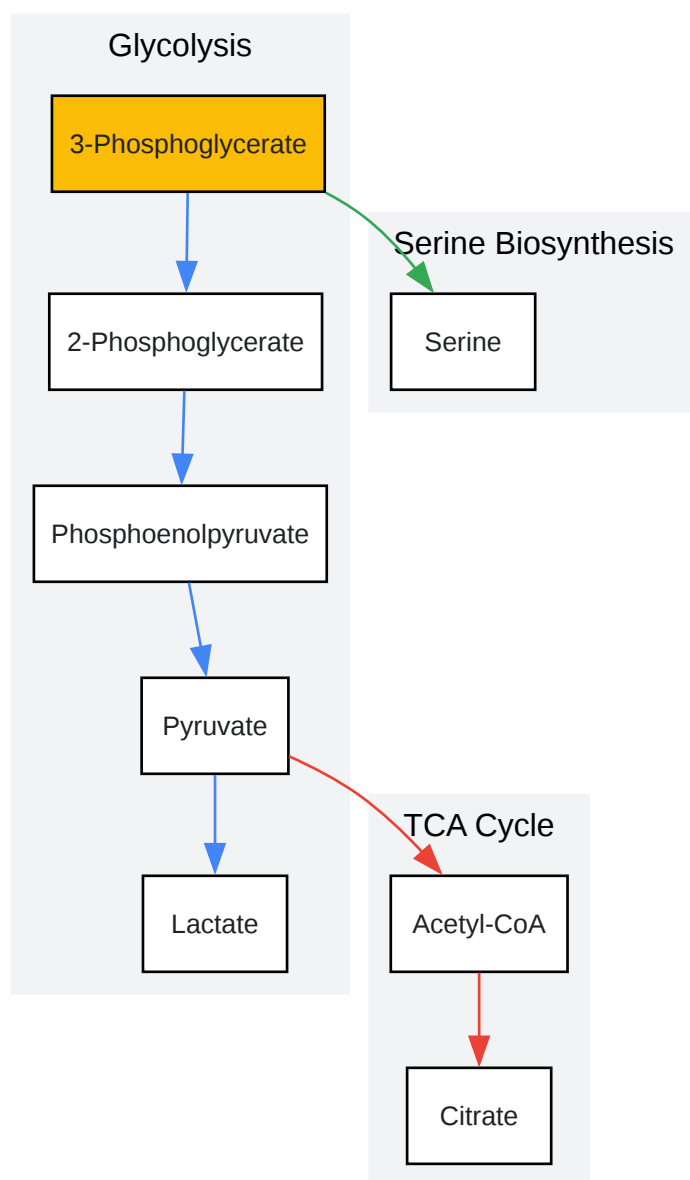 Glycolysis
3-Phosphoglycerate
Serine Biosynthesis
2-Phosphoglycerate
Serine
Phosphoenolpyruvate
Pyruvate
TCA Cycle
Lactate
Acetyl-CoA
Citrate